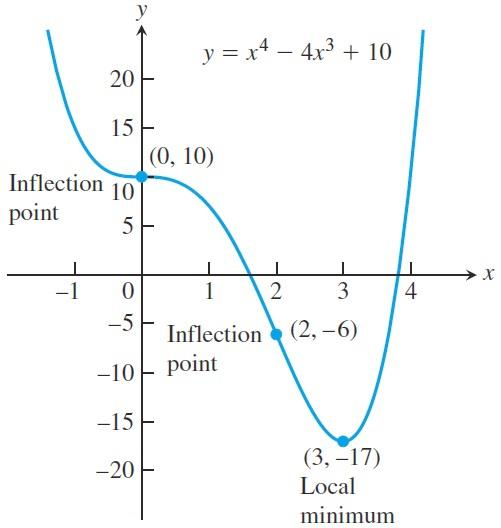 y
y = x⁴ − 4x³ + 10
20
15
(0, 10)
Inflection
point
10
5
x
−1
0
1
2
3
4
−5
Inflection
point
(2, −6)
−10
−15
(3, −17)
−20
Local
minimum